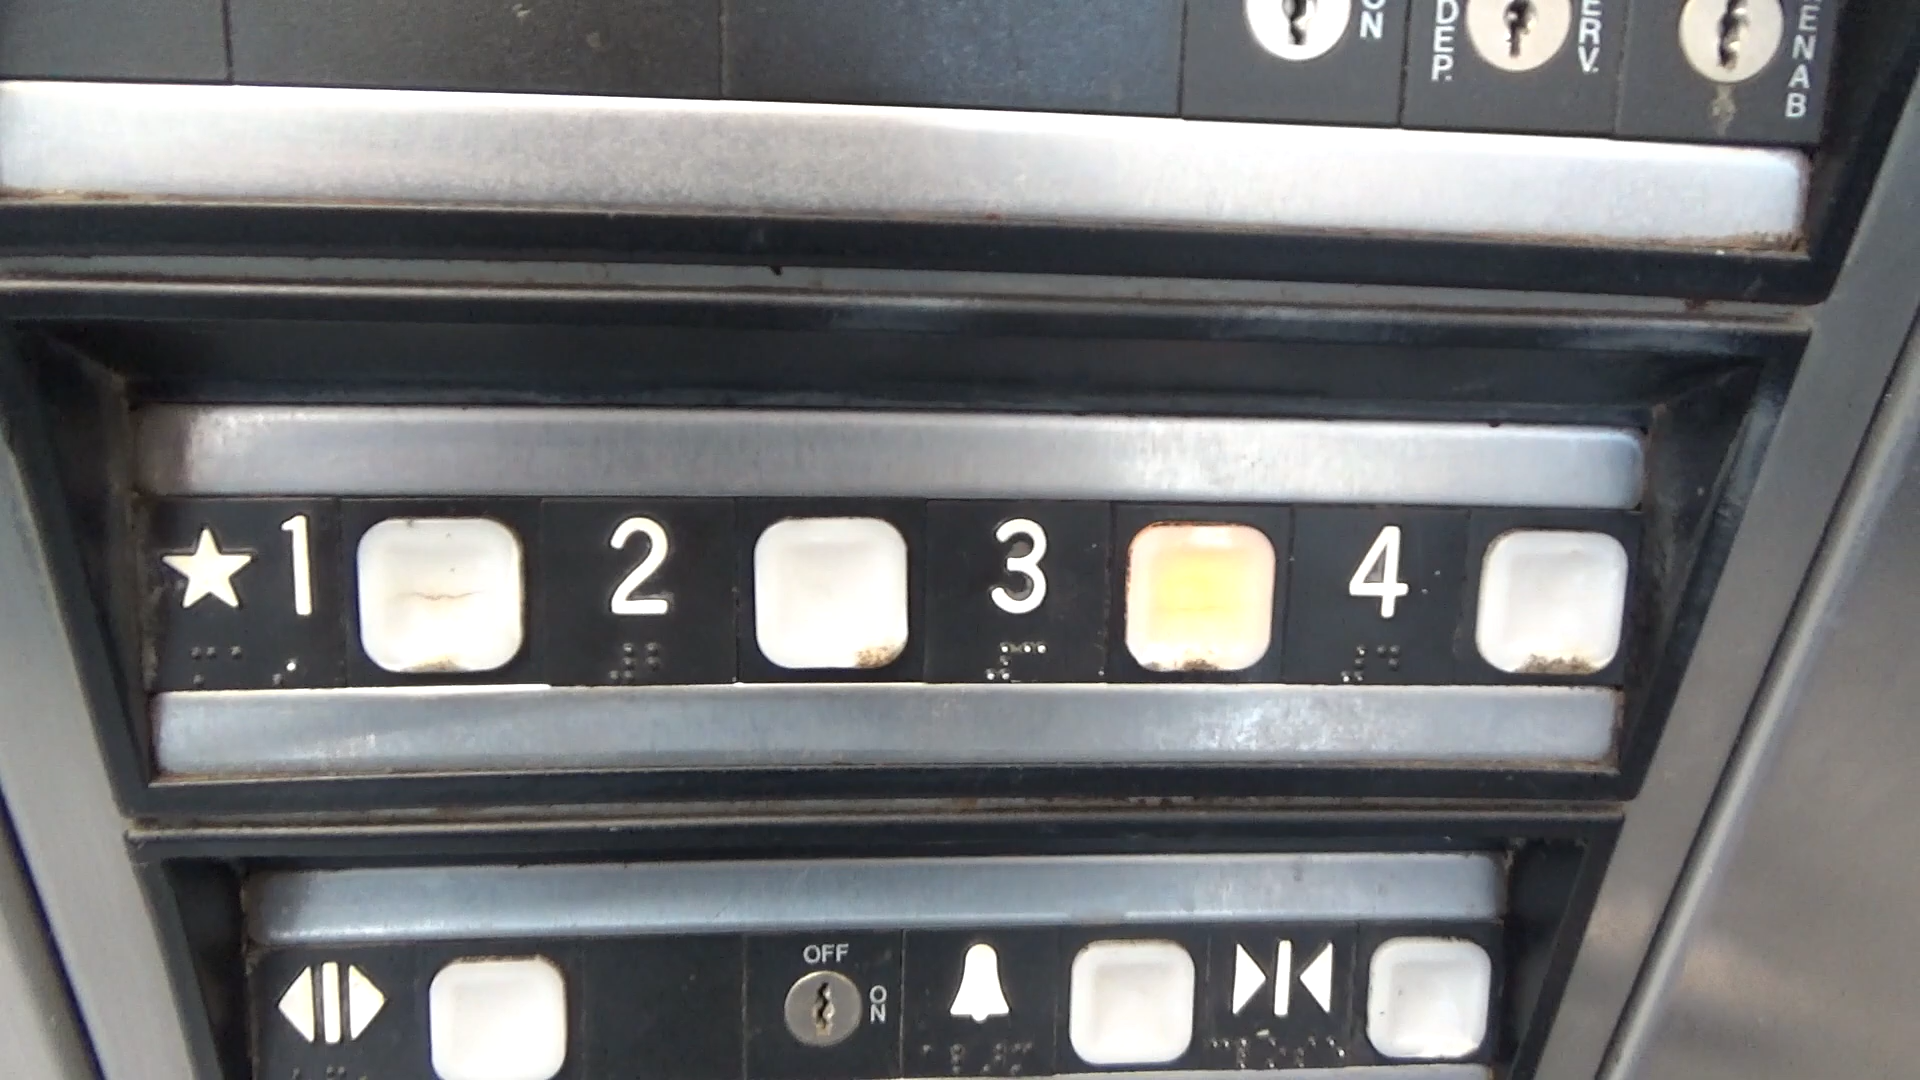 ON
DEP.
ERV.
ENAB
★1 2 3 4
OFF
ON